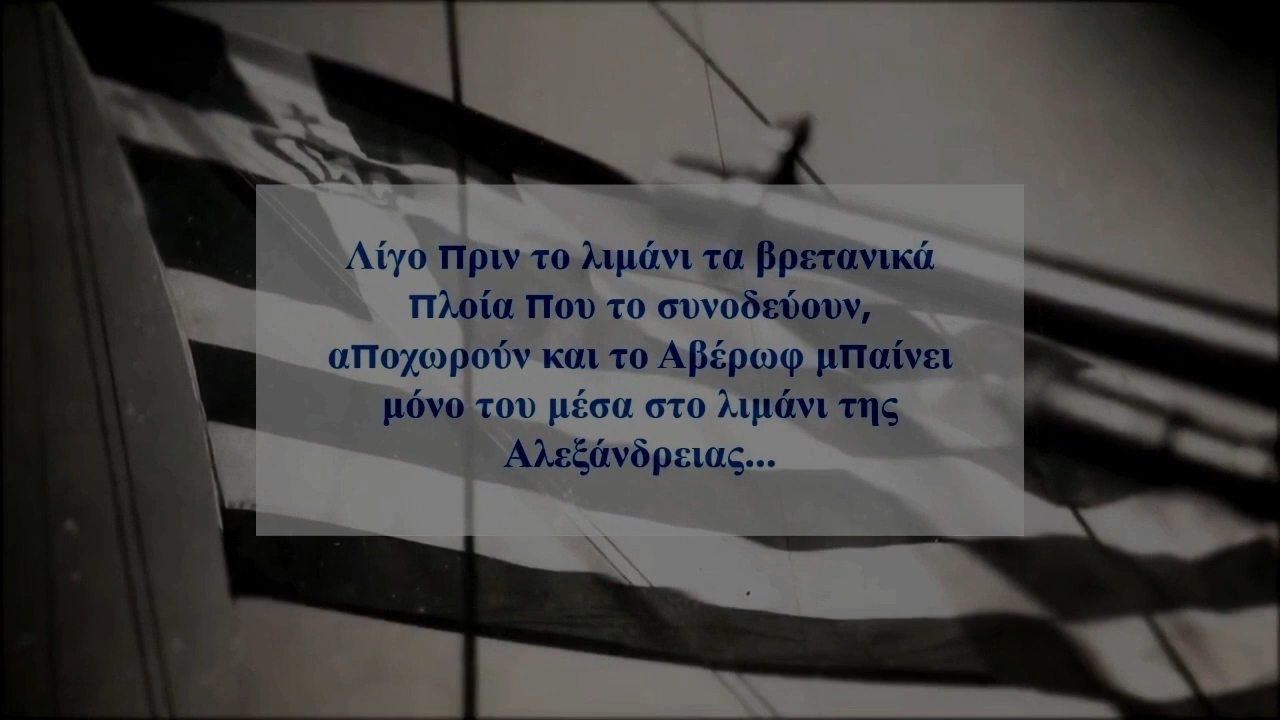 Λίγο πριν το λιμάνι τα βρετανικά
πλοία που το συνοδεύουν,
αποχωρούν και το Αβέρωφ μπαίνει
μόνο του μέσα στο λιμάνι της
Αλεξάνδρειας...